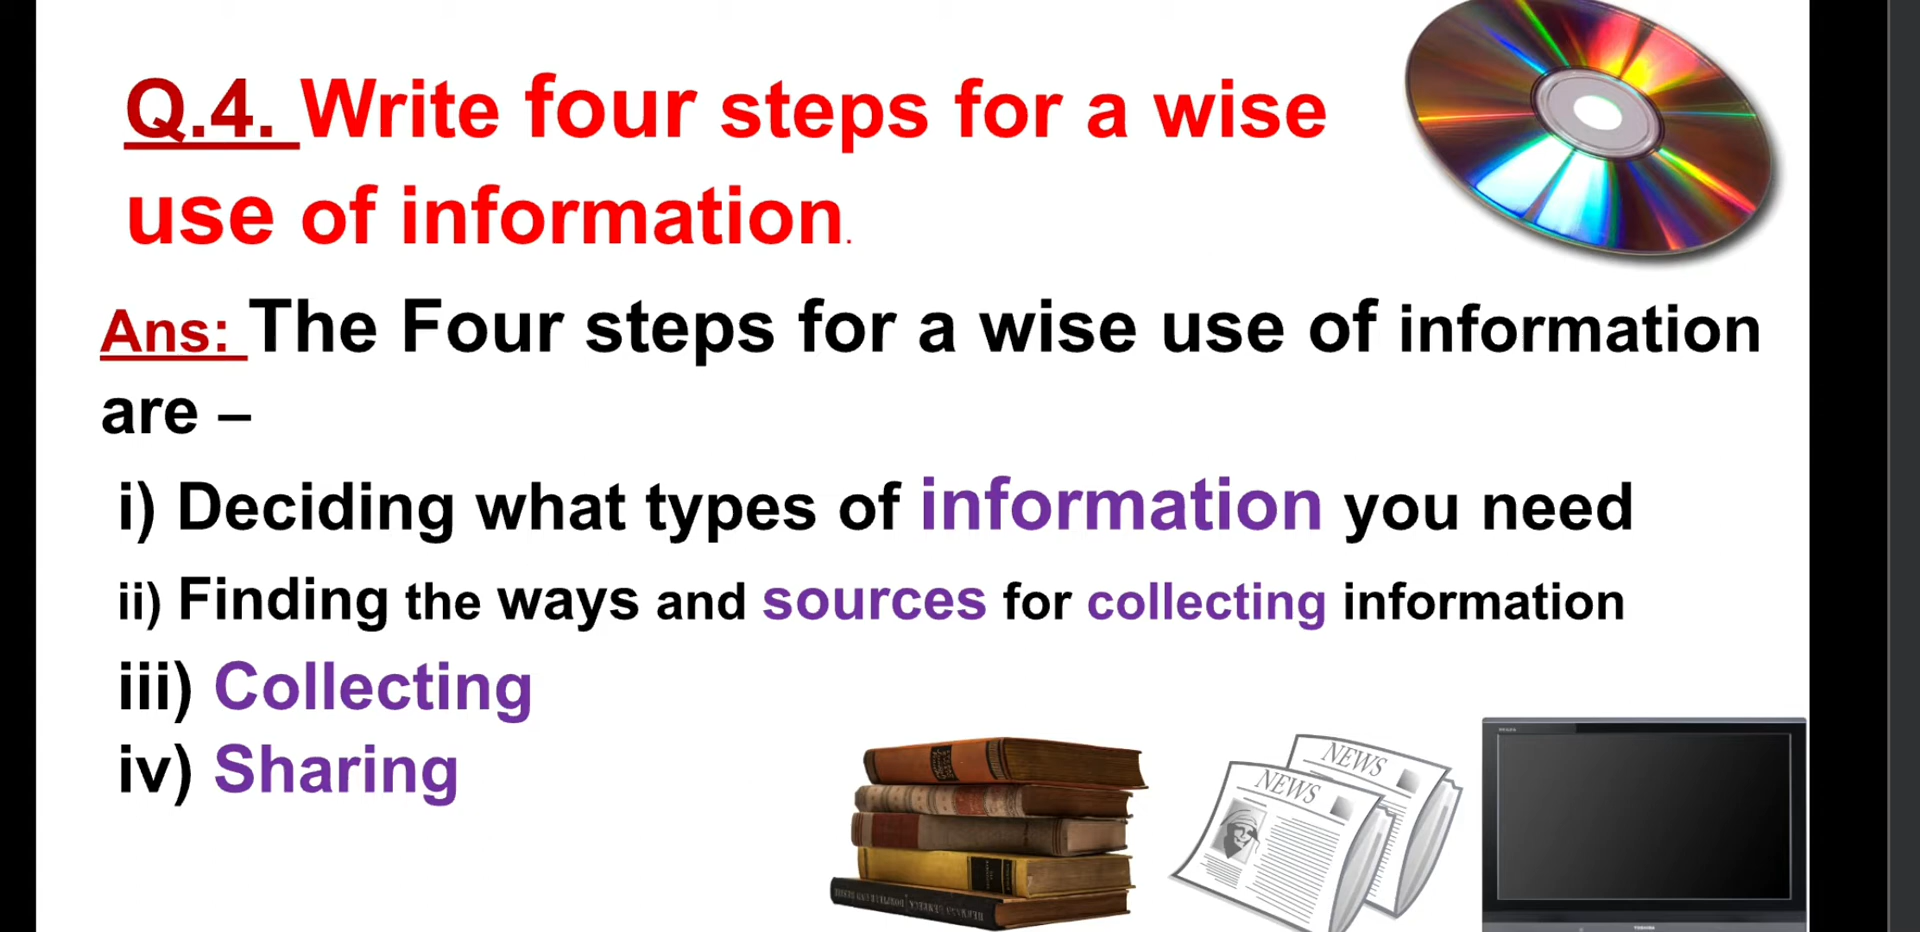 Q.4. Write four steps for a wise
use of information.
Ans: The Four steps for a wise use of information
are –
i) Deciding what types of information you need
ii) Finding the ways and sources for collecting information
iii) Collecting
iv) Sharing
NEWS
NEWS
TOSHIBA